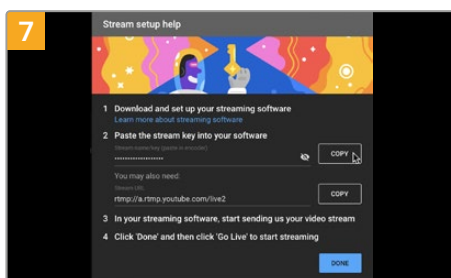 7
Stream setup help
1 Download and set up your streaming software
Learn more about streaming software
2 Paste the stream key into your software
Stream name/key (paste in encoder)
•••••••••••••••••••
COPY
You may also need
Stream URL
rtmp://a.rtmp.youtube.com/live2
COPY
3 In your streaming software, start sending us your video stream
4 Click 'Done' and then click 'Go Live' to start streaming
DONE